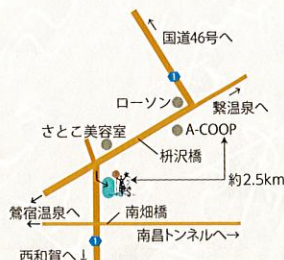 国道46号へ
1
ローソン
繋温泉へ
さとこ美容室
A-COOP
枡沢橋
約2.5km
鶯宿温泉へ
南畑橋
南昌トンネルへ→
1
西和賀へ↓